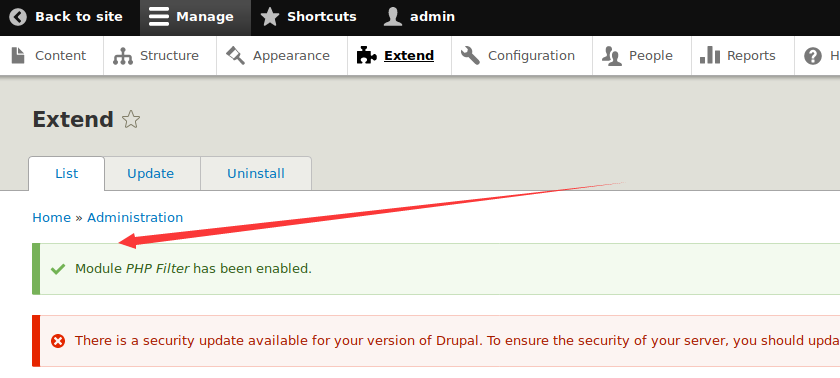 Back to site Manage Shortcuts admin
Content Structure Appearance Extend Configuration People Reports H
Extend
List Update Uninstall
Home » Administration
Module PHP Filter has been enabled.
There is a security update available for your version of Drupal. To ensure the security of your server, you should upda